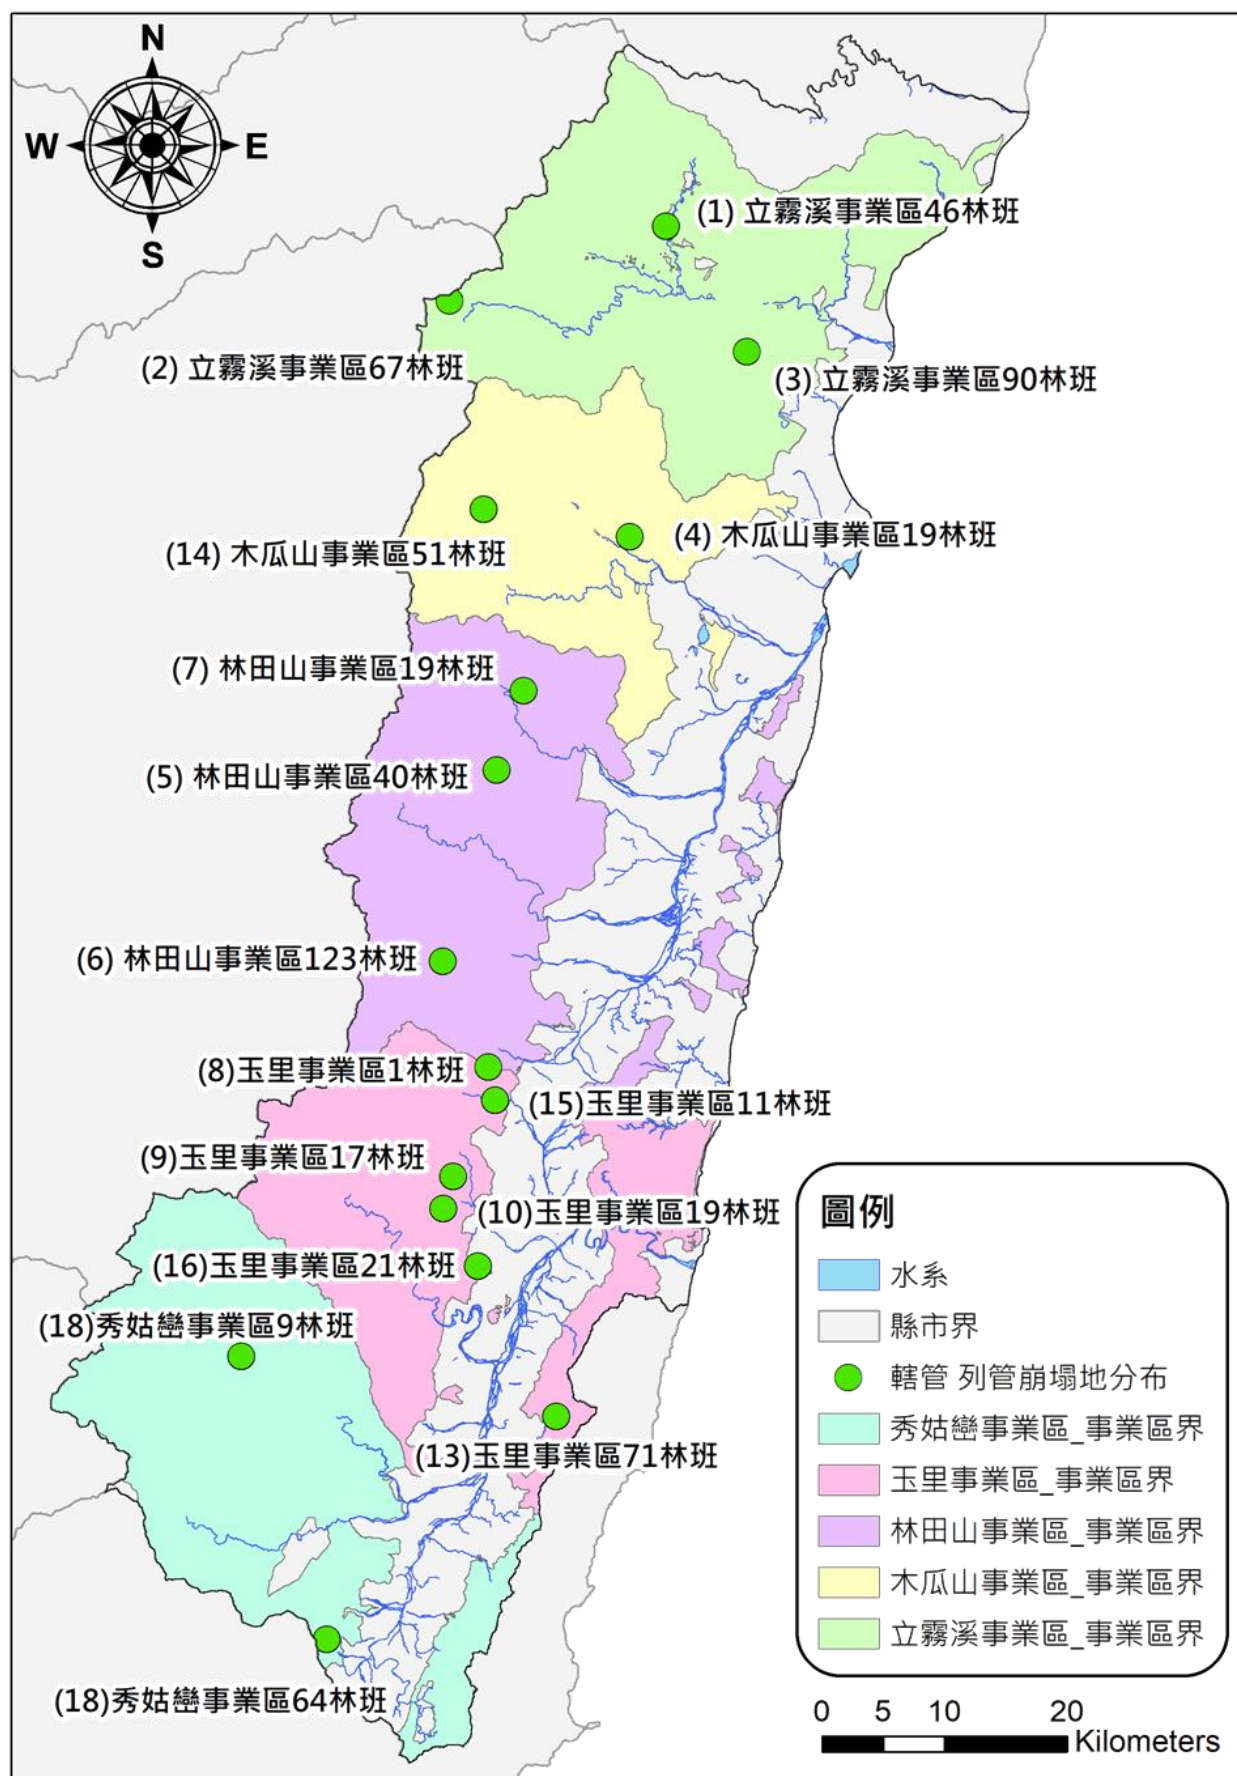 N
W
E
S
(1) 立霧溪事業區46林班
(2) 立霧溪事業區67林班
(3) 立霧溪事業區90林班
(14) 木瓜山事業區51林班
(4) 木瓜山事業區19林班
(7) 林田山事業區19林班
(5) 林田山事業區40林班
(6) 林田山事業區123林班
(8)玉里事業區1林班
(15)玉里事業區11林班
(9)玉里事業區17林班
(10)玉里事業區19林班
(16)玉里事業區21林班
(18)秀姑巒事業區9林班
(13)玉里事業區71林班
(18)秀姑巒事業區64林班
圖例
水系
縣市界
轄管 列管崩塌地分布
秀姑巒事業區_事業區界
玉里事業區_事業區界
林田山事業區_事業區界
木瓜山事業區_事業區界
立霧溪事業區_事業區界
0 5 10 20
Kilometers